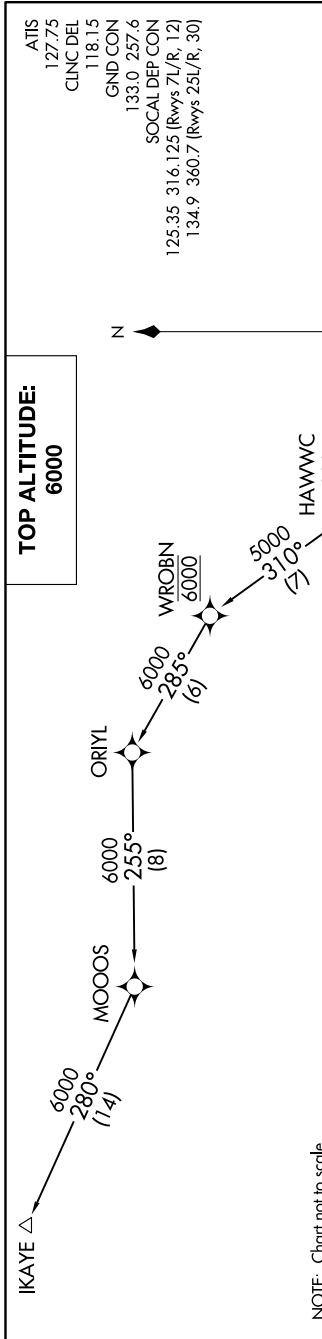 ATIS
127.75
CLNC DEL
118.15
GND CON
133.0 257.6
SOCAL DEP CON
125.35 316.125 (Rwys 7L/R, 12)
134.9 360.7 (Rwys 25L/R, 30)
TOP ALTITUDE:
6000
N
IKAYE
6000
280°
(14)
MOOOS
6000
255°
(8)
ORIYL
6000
285°
(6)
WROBN
6000
5000
310°
(7)
HAWWC
NOTE: Chart not to scale.